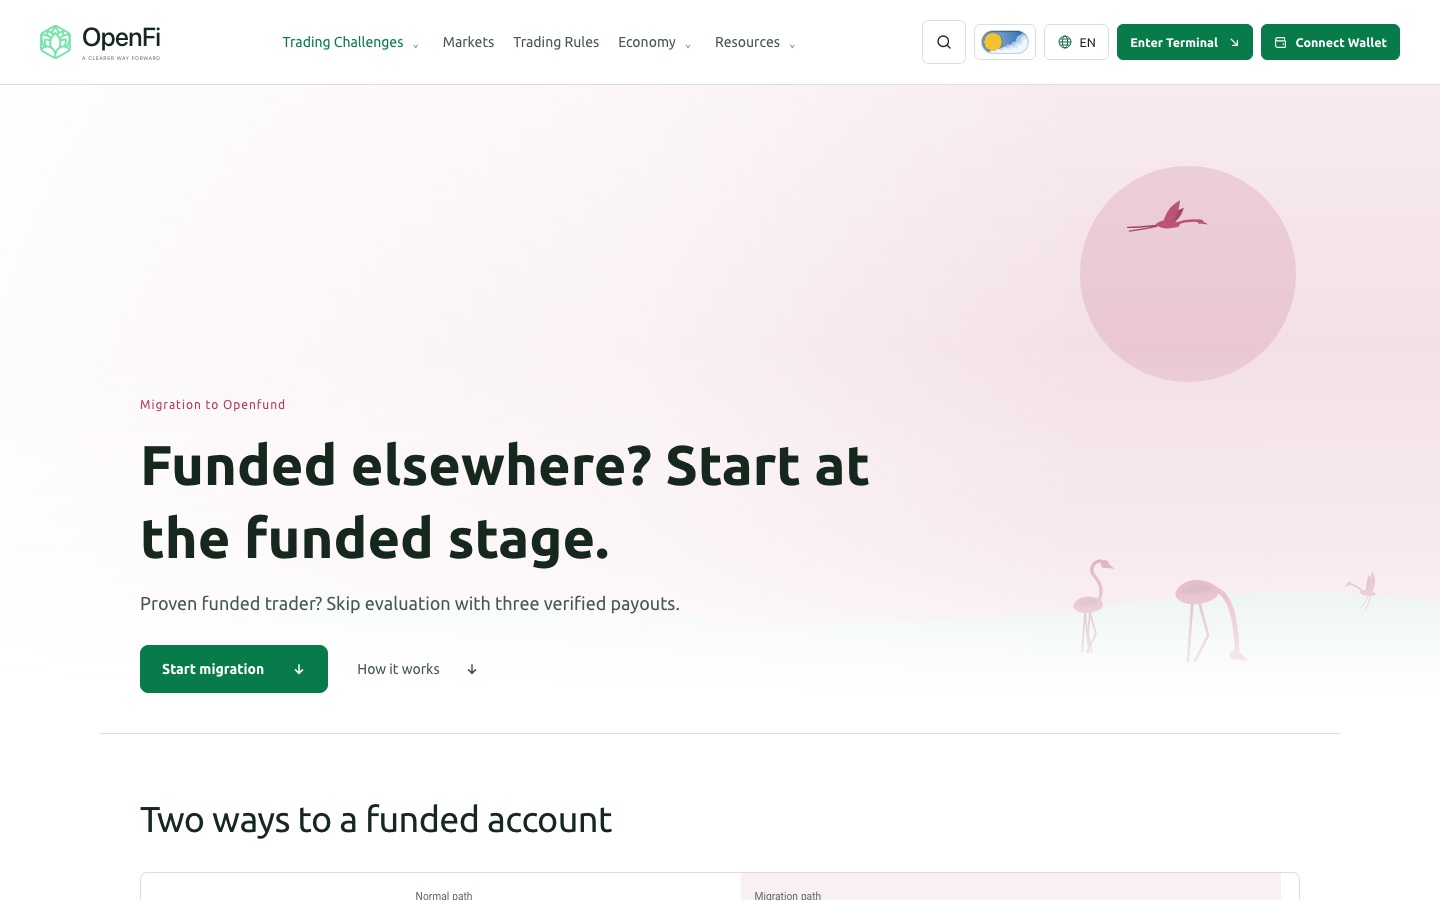 OpenFi
A CLEARER WAY FORWARD
Trading Challenges
Markets
Trading Rules
Economy
Resources
EN
Enter Terminal
Connect Wallet
Migration to Openfund
Funded elsewhere? Start at
the funded stage.
Proven funded trader? Skip evaluation with three verified payouts.
Start migration
How it works
Two ways to a funded account
Normal path
Migration path